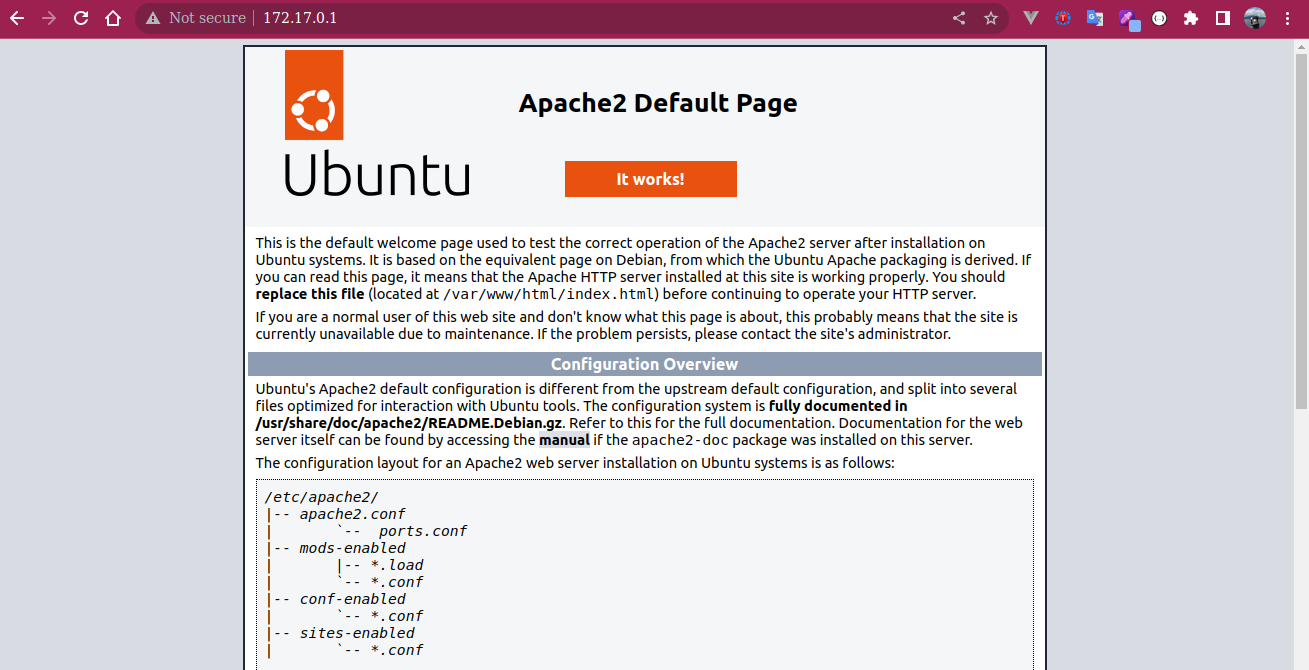 Not secure 172.17.0.1
Apache2 Default Page
Ubuntu
It works!
This is the default welcome page used to test the correct operation of the Apache2 server after installation on
Ubuntu systems. It is based on the equivalent page on Debian, from which the Ubuntu Apache packaging is derived. If
you can read this page, it means that the Apache HTTP server installed at this site is working properly. You should
replace this file (located at /var/www/html/index.html) before continuing to operate your HTTP server.
If you are a normal user of this web site and don't know what this page is about, this probably means that the site is
currently unavailable due to maintenance. If the problem persists, please contact the site's administrator.
Configuration Overview
Ubuntu's Apache2 default configuration is different from the upstream default configuration, and split into several
files optimized for interaction with Ubuntu tools. The configuration system is fully documented in
/usr/share/doc/apache2/README.Debian.gz. Refer to this for the full documentation. Documentation for the web
server itself can be found by accessing the manual if the apache2-doc package was installed on this server.
The configuration layout for an Apache2 web server installation on Ubuntu systems is as follows:
/etc/apache2/
|-- apache2.conf
|       `--  ports.conf
|-- mods-enabled
|       |-- *.load
|       `-- *.conf
|-- conf-enabled
|       `-- *.conf
|-- sites-enabled
|       `-- *.conf